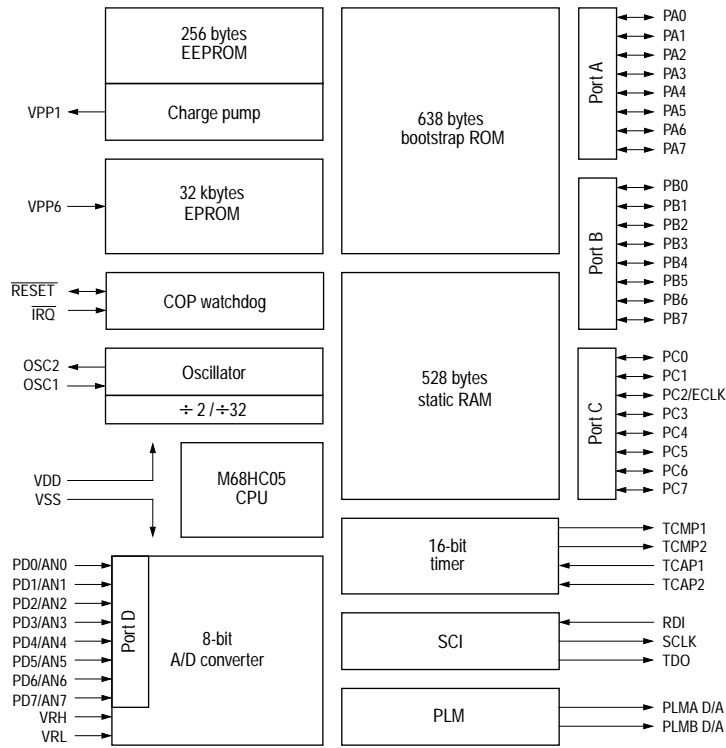 256 bytes
EEPROM
Charge pump
VPP1
32 kbytes
EPROM
VPP6
RESET
IRQ
COP watchdog
OSC2
OSC1
Oscillator
÷ 2 / ÷32
VDD
VSS
M68HC05
CPU
PD0/AN0
PD1/AN1
PD2/AN2
PD3/AN3
PD4/AN4
PD5/AN5
PD6/AN6
PD7/AN7
VRH
VRL
Port D
8-bit
A/D converter
638 bytes
bootstrap ROM
528 bytes
static RAM
16-bit
timer
SCI
PLM
Port A
PA0
PA1
PA2
PA3
PA4
PA5
PA6
PA7
Port B
PB0
PB1
PB2
PB3
PB4
PB5
PB6
PB7
Port C
PC0
PC1
PC2/ECLK
PC3
PC4
PC5
PC6
PC7
TCMP1
TCMP2
TCAP1
TCAP2
RDI
SCLK
TDO
PLMA D/A
PLMB D/A